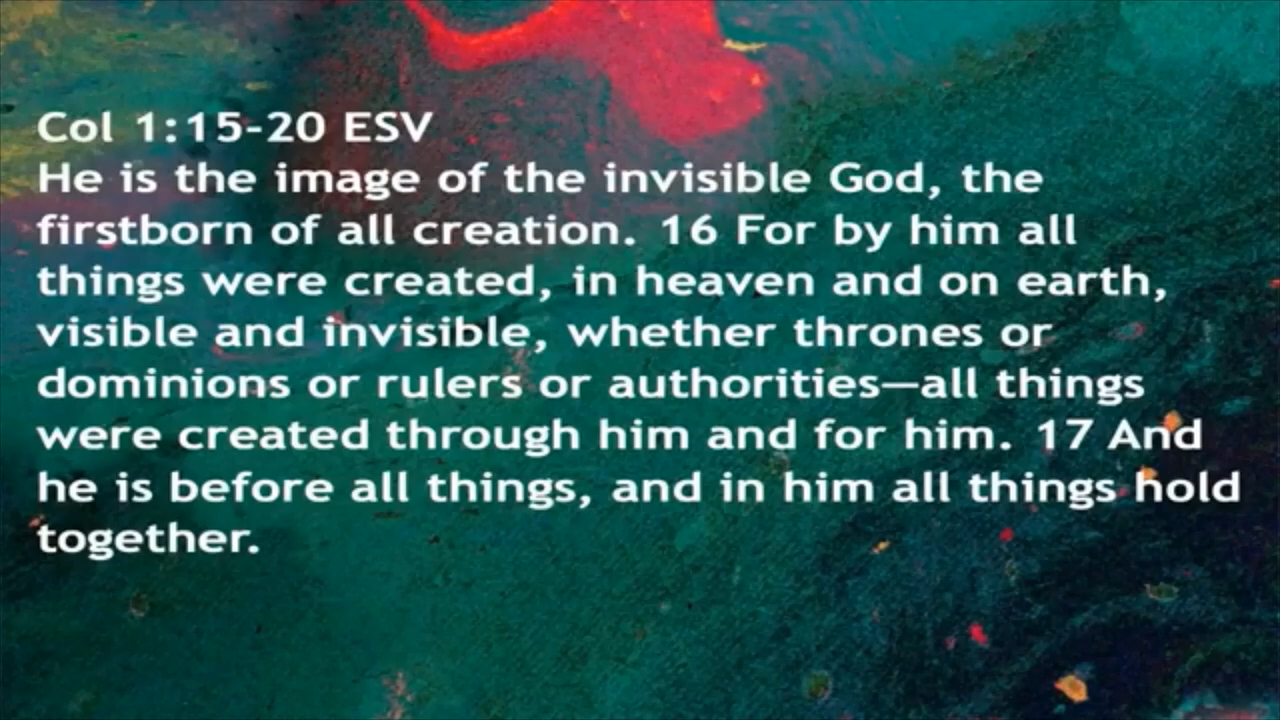 Col 1:15-20 ESV
He is the image of the invisible God, the
firstborn of all creation. 16 For by him all
things were created, in heaven and on earth,
visible and invisible, whether thrones or
dominions or rulers or authorities—all things
were created through him and for him. 17 And
he is before all things, and in him all things hold
together.